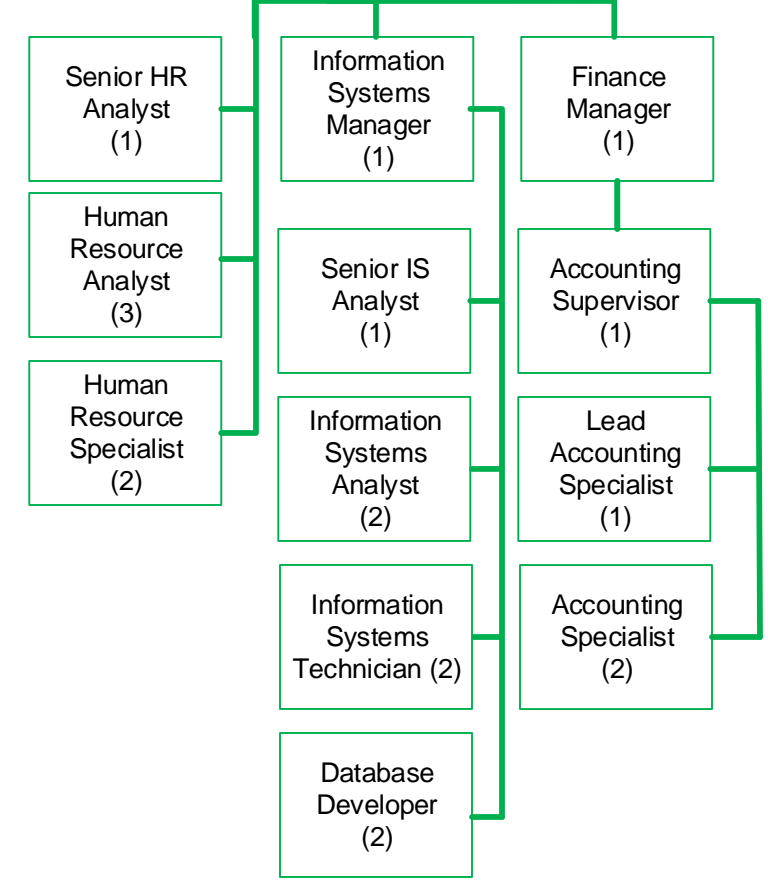 Senior HR
Analyst
(1)
Human
Resource
Analyst
(3)
Human
Resource
Specialist
(2)
Information
Systems
Manager
(1)
Senior IS
Analyst
(1)
Information
Systems
Analyst
(2)
Information
Systems
Technician (2)
Database
Developer
(2)
Finance
Manager
(1)
Accounting
Supervisor
(1)
Lead
Accounting
Specialist
(1)
Accounting
Specialist
(2)